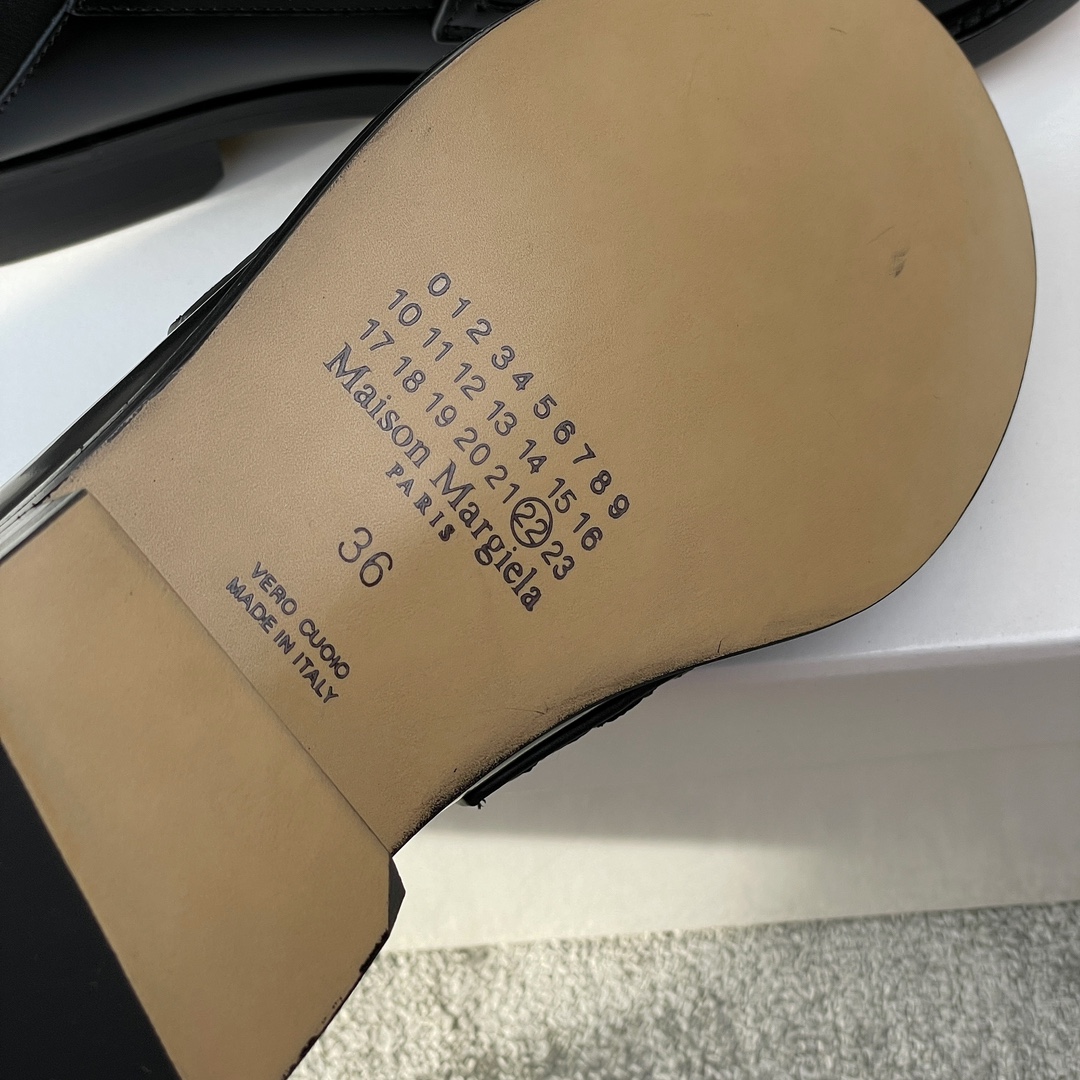 0 1 2 3 4 5 6 7 8 9
10 11 12 13 14 15 16
17 18 19 20 21 22 23
Maison Margiela
PARIS
36
VERO CUOIO
MADE IN ITALY